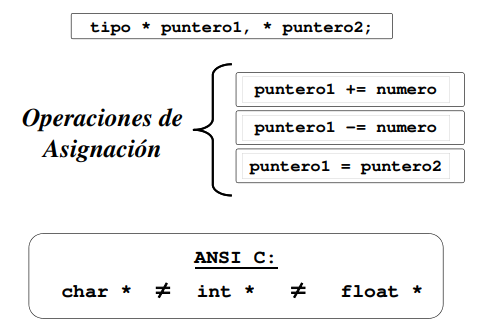 tipo * puntero1, * puntero2;
Operaciones de
Asignación
puntero1 += numero
puntero1 -= numero
puntero1 = puntero2
ANSI C:
char * ≠ int * ≠ float *